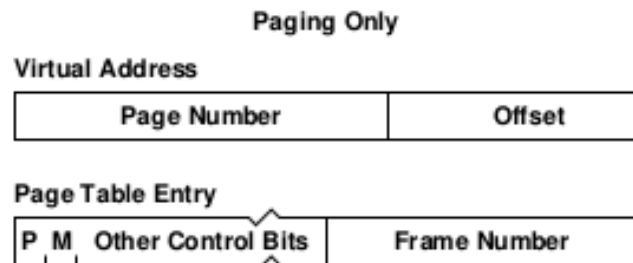 Paging Only
Virtual Address
Page Number Offset
Page Table Entry
P M Other Control Bits Frame Number